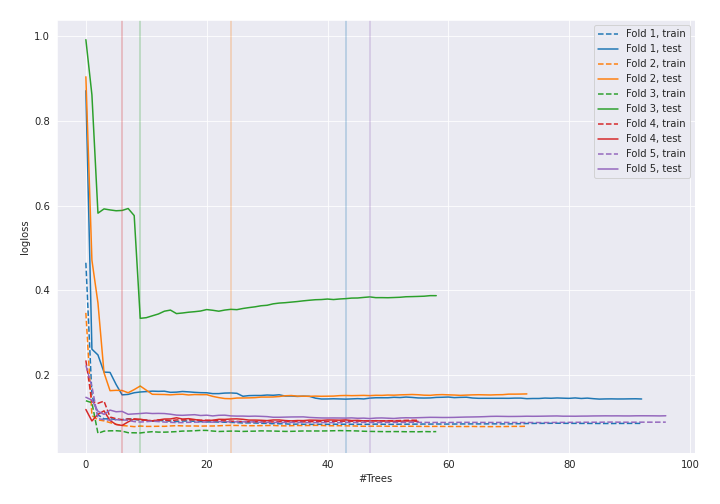 1.0
0.8
0.6
0.4
0.2
logloss
0
20
40
60
80
100
#Trees
Fold 1, train
Fold 1, test
Fold 2, train
Fold 2, test
Fold 3, train
Fold 3, test
Fold 4, train
Fold 4, test
Fold 5, train
Fold 5, test